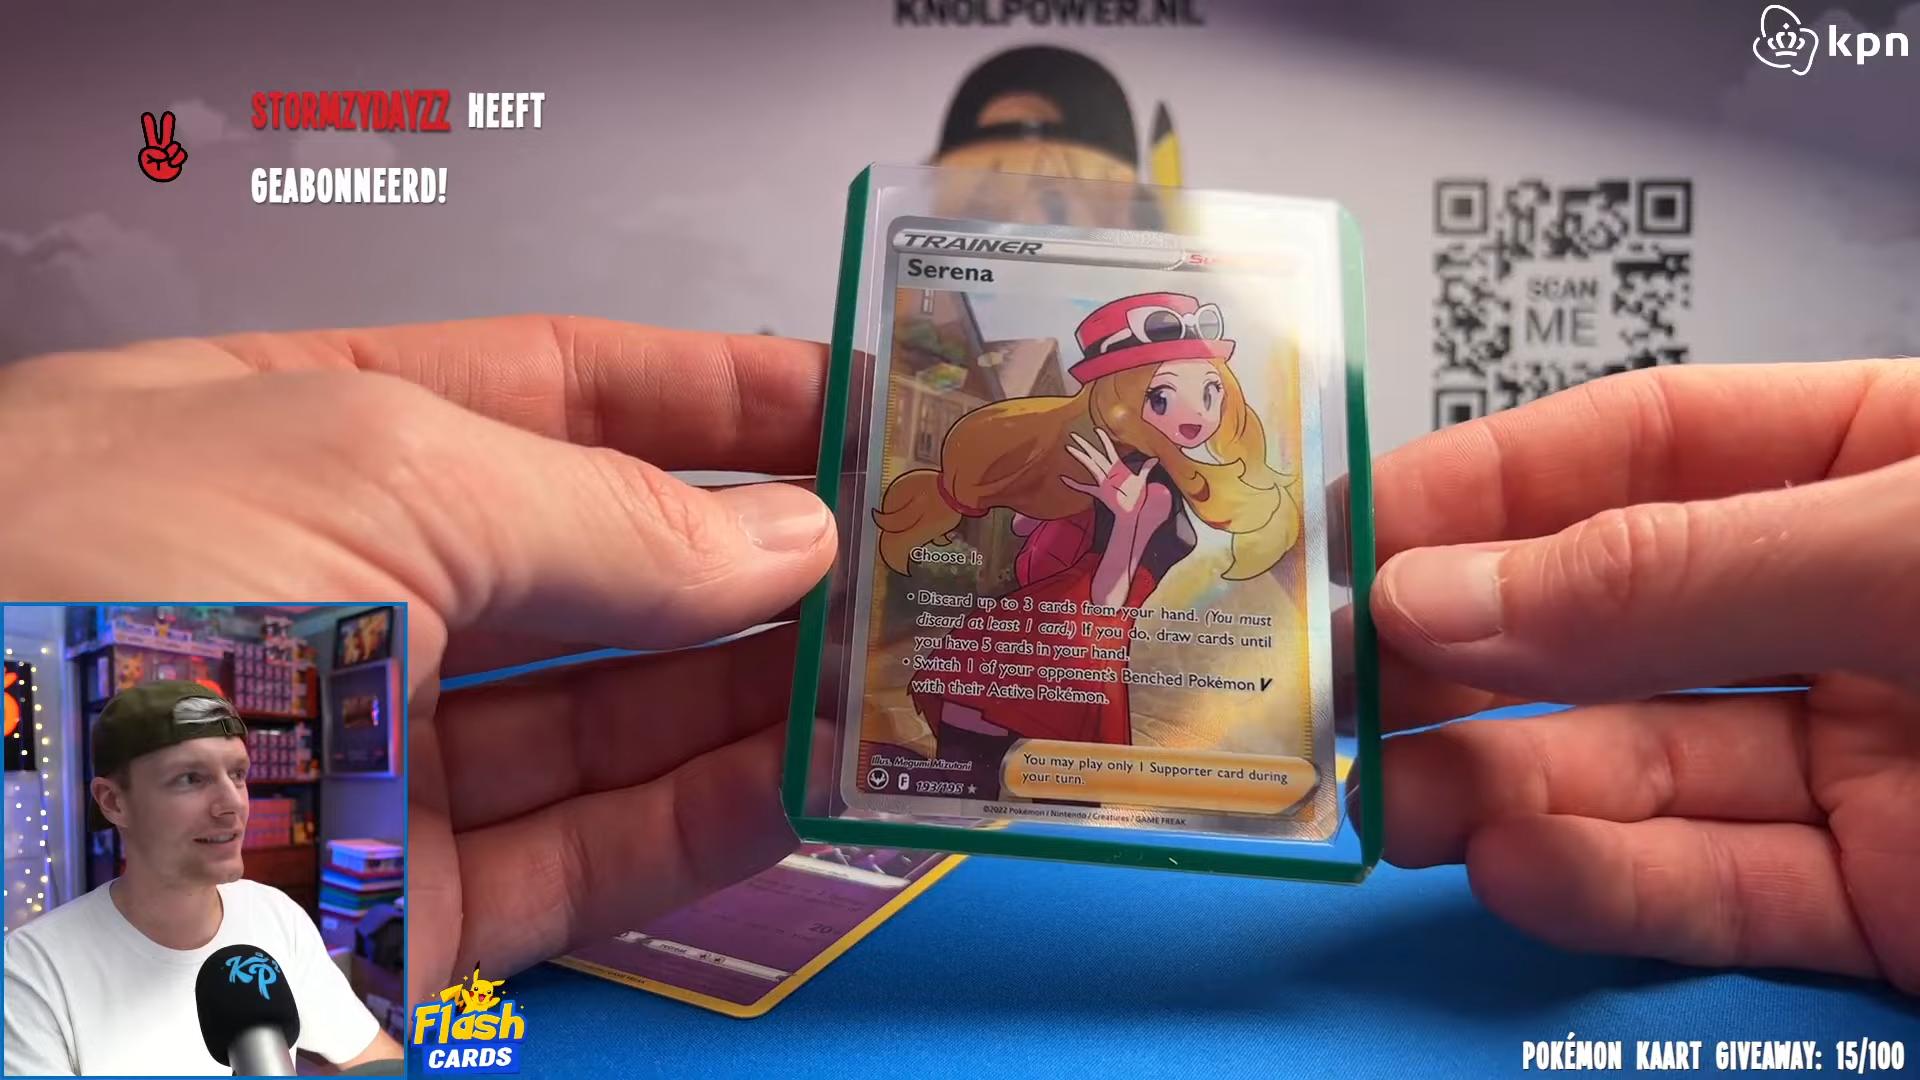 KNOLPOWER.NL
kpn
STORMZYDAYZZ HEEFT
GEABONNEERD!
TRAINER
Serena
SCAN
ME
Choose 1:
• Discard up to 3 cards from your hand. (You must
discard at least 1 card.) If you do, draw cards until
you have 5 cards in your hand.
• Switch 1 of your opponent's Benched Pokémon V
with their Active Pokémon.
You may play only 1 Supporter card during
your turn.
Illus. Megumi Mizutani
F 193/195 ★
©2022 Pokémon / Nintendo / Creatures / GAME FREAK
20
retreat
KP
Flash
CARDS
POKÉMON KAART GIVEAWAY: 15/100